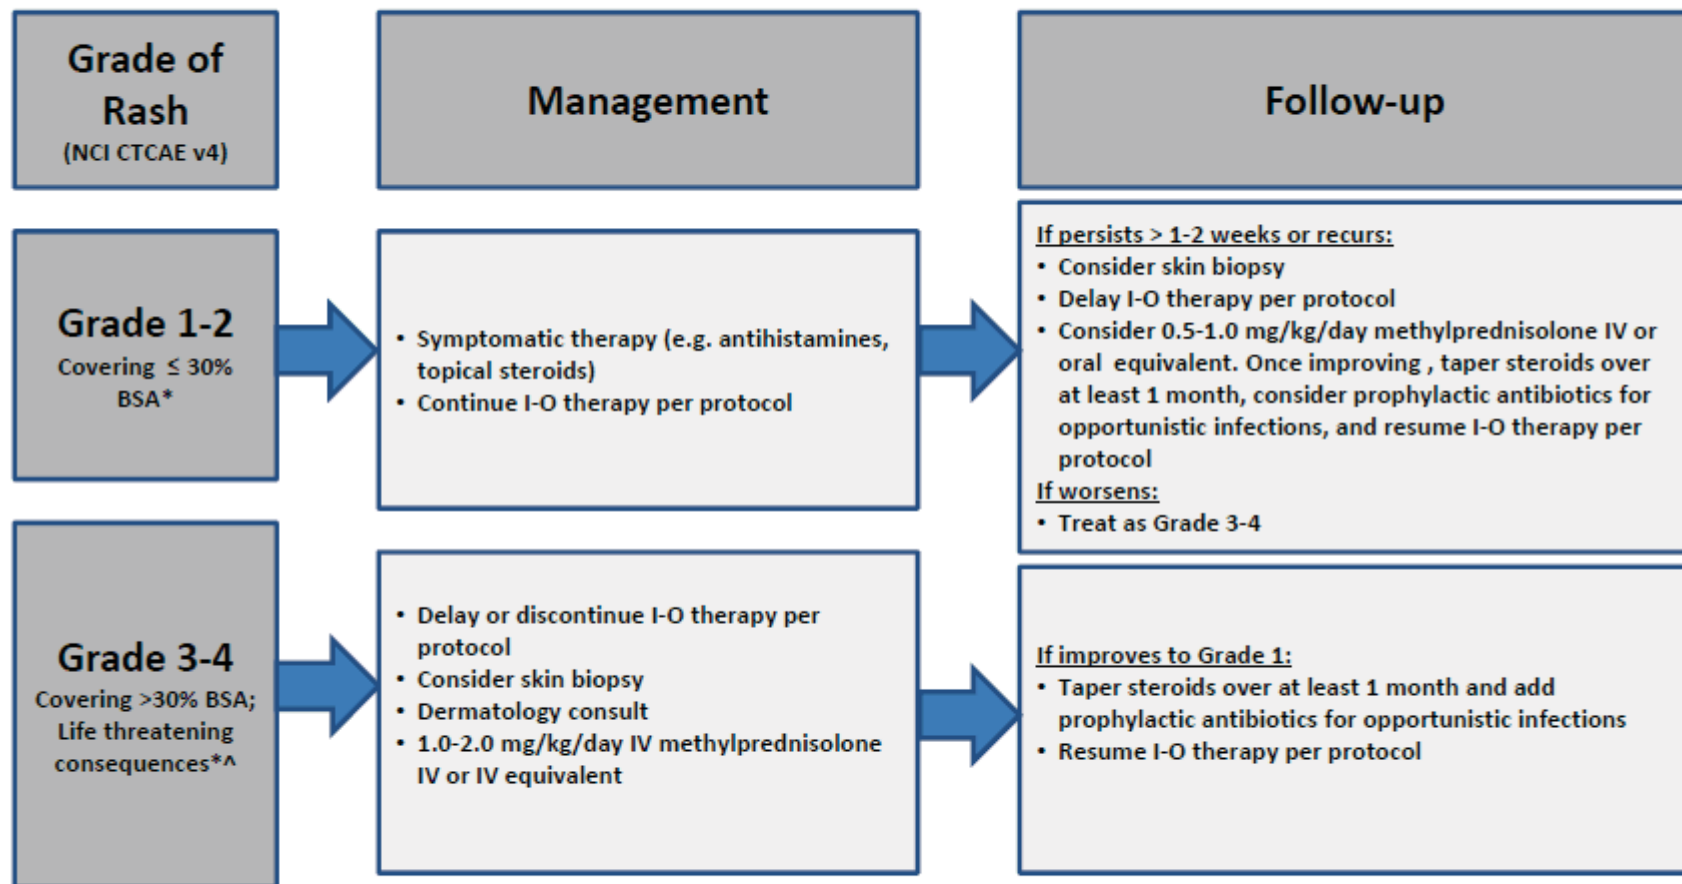 Grade of
Rash
(NCI CTCAE v4)
Management
Follow-up
Grade 1-2
Covering ≤ 30%
BSA*
• Symptomatic therapy (e.g. antihistamines,
topical steroids)
• Continue I-O therapy per protocol
If persists > 1-2 weeks or recurs:
• Consider skin biopsy
• Delay I-O therapy per protocol
• Consider 0.5-1.0 mg/kg/day methylprednisolone IV or
oral equivalent. Once improving , taper steroids over
at least 1 month, consider prophylactic antibiotics for
opportunistic infections, and resume I-O therapy per
protocol
If worsens:
• Treat as Grade 3-4
Grade 3-4
Covering >30% BSA;
Life threatening
consequences*^
• Delay or discontinue I-O therapy per
protocol
• Consider skin biopsy
• Dermatology consult
• 1.0-2.0 mg/kg/day IV methylprednisolone
IV or IV equivalent
If improves to Grade 1:
• Taper steroids over at least 1 month and add
prophylactic antibiotics for opportunistic infections
• Resume I-O therapy per protocol